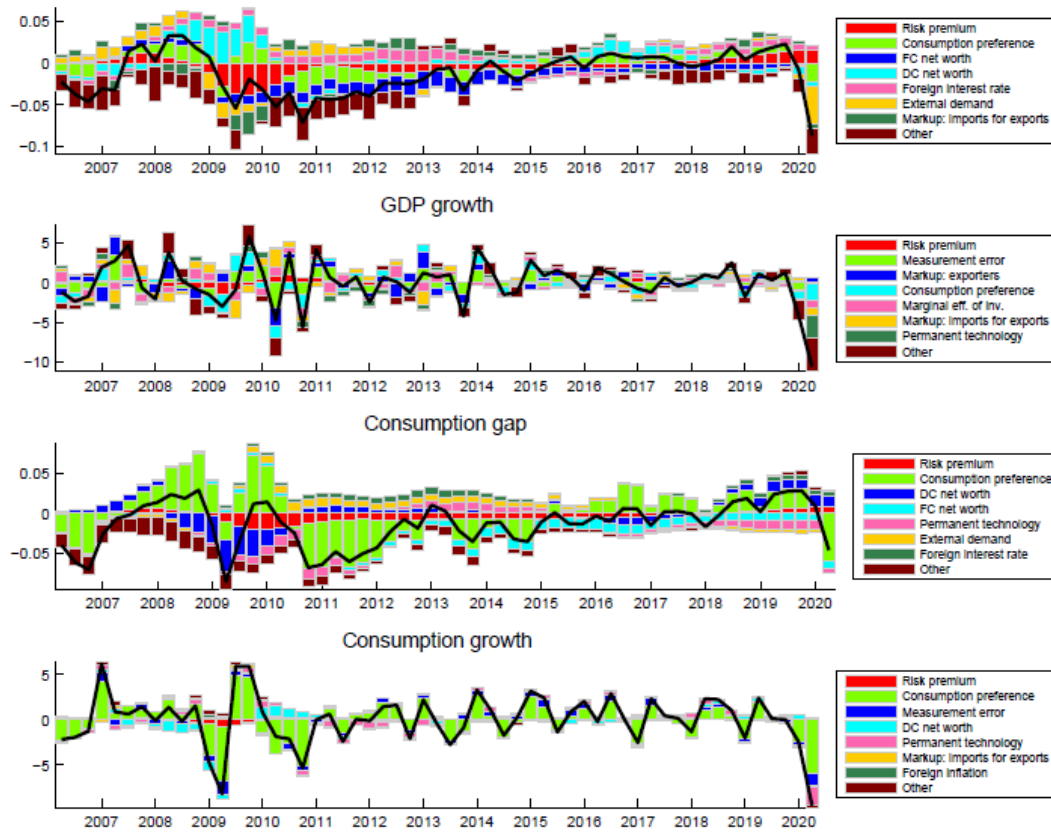 0.05
0
−0.05
−0.1
2007 2008 2009 2010 2011 2012 2013 2014 2015 2016 2017 2018 2019 2020
Risk premium
Consumption preference
FC net worth
DC net worth
Foreign interest rate
External demand
Markup: imports for exports
Other
GDP growth
5
0
−5
−10
2007 2008 2009 2010 2011 2012 2013 2014 2015 2016 2017 2018 2019 2020
Risk premium
Measurement error
Markup: exporters
Consumption preference
Marginal eff. of inv.
Markup: imports for exports
Permanent technology
Other
Consumption gap
0.05
0
−0.05
2007 2008 2009 2010 2011 2012 2013 2014 2015 2016 2017 2018 2019 2020
Risk premium
Consumption preference
DC net worth
FC net worth
Permanent technology
External demand
Foreign interest rate
Other
Consumption growth
5
0
−5
2007 2008 2009 2010 2011 2012 2013 2014 2015 2016 2017 2018 2019 2020
Risk premium
Consumption preference
Measurement error
DC net worth
Permanent technology
Markup: imports for exports
Foreign inflation
Other